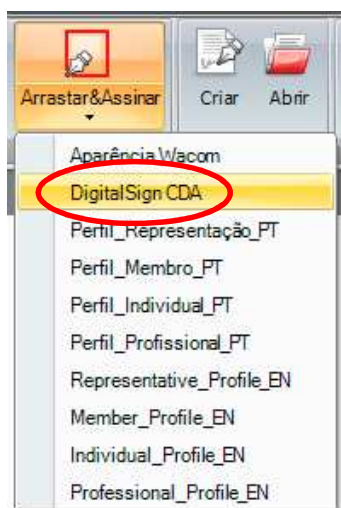 Arrastar&Assinar Criar Abrir
Aparência Wacom
DigitalSign CDA
Perfil_Representação_PT
Perfil_Membro_PT
Perfil_Individual_PT
Perfil_Profissional_PT
Representative_Profile_EN
Member_Profile_EN
Individual_Profile_EN
Professional_Profile_EN